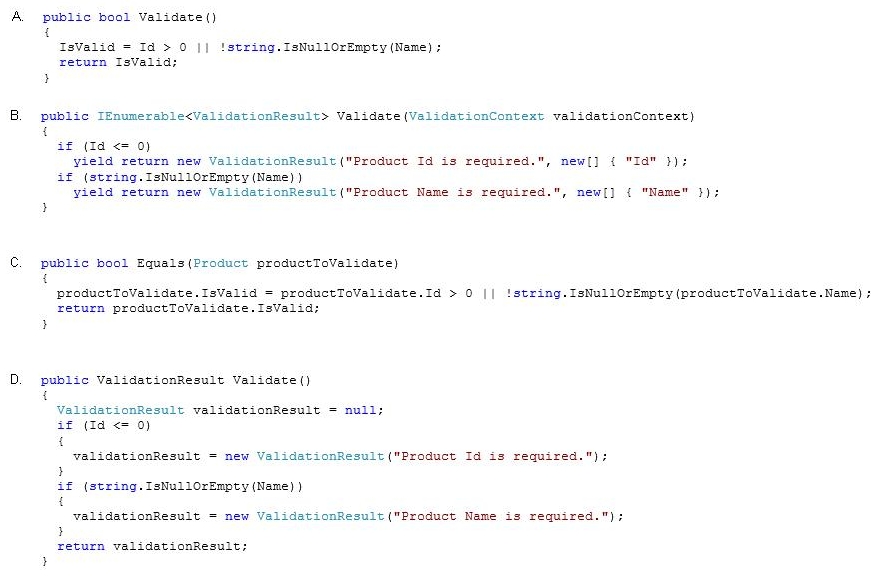 A. public bool Validate()
{
IsValid = Id > 0 || !string.IsNullOrEmpty(Name);
return IsValid;
}
B. public IEnumerable<ValidationResult> Validate(ValidationContext validationContext)
{
if (Id <= 0)
yield return new ValidationResult("Product Id is required.", new[] { "Id" });
if (string.IsNullOrEmpty(Name))
yield return new ValidationResult("Product Name is required.", new[] { "Name" });
}
C. public bool Equals(Product productToValidate)
{
productToValidate.IsValid = productToValidate.Id > 0 || !string.IsNullOrEmpty(productToValidate.Name);
return productToValidate.IsValid;
}
D. public ValidationResult Validate()
{
ValidationResult validationResult = null;
if (Id <= 0)
{
validationResult = new ValidationResult("Product Id is required.");
}
if (string.IsNullOrEmpty(Name))
{
validationResult = new ValidationResult("Product Name is required.");
}
return validationResult;
}